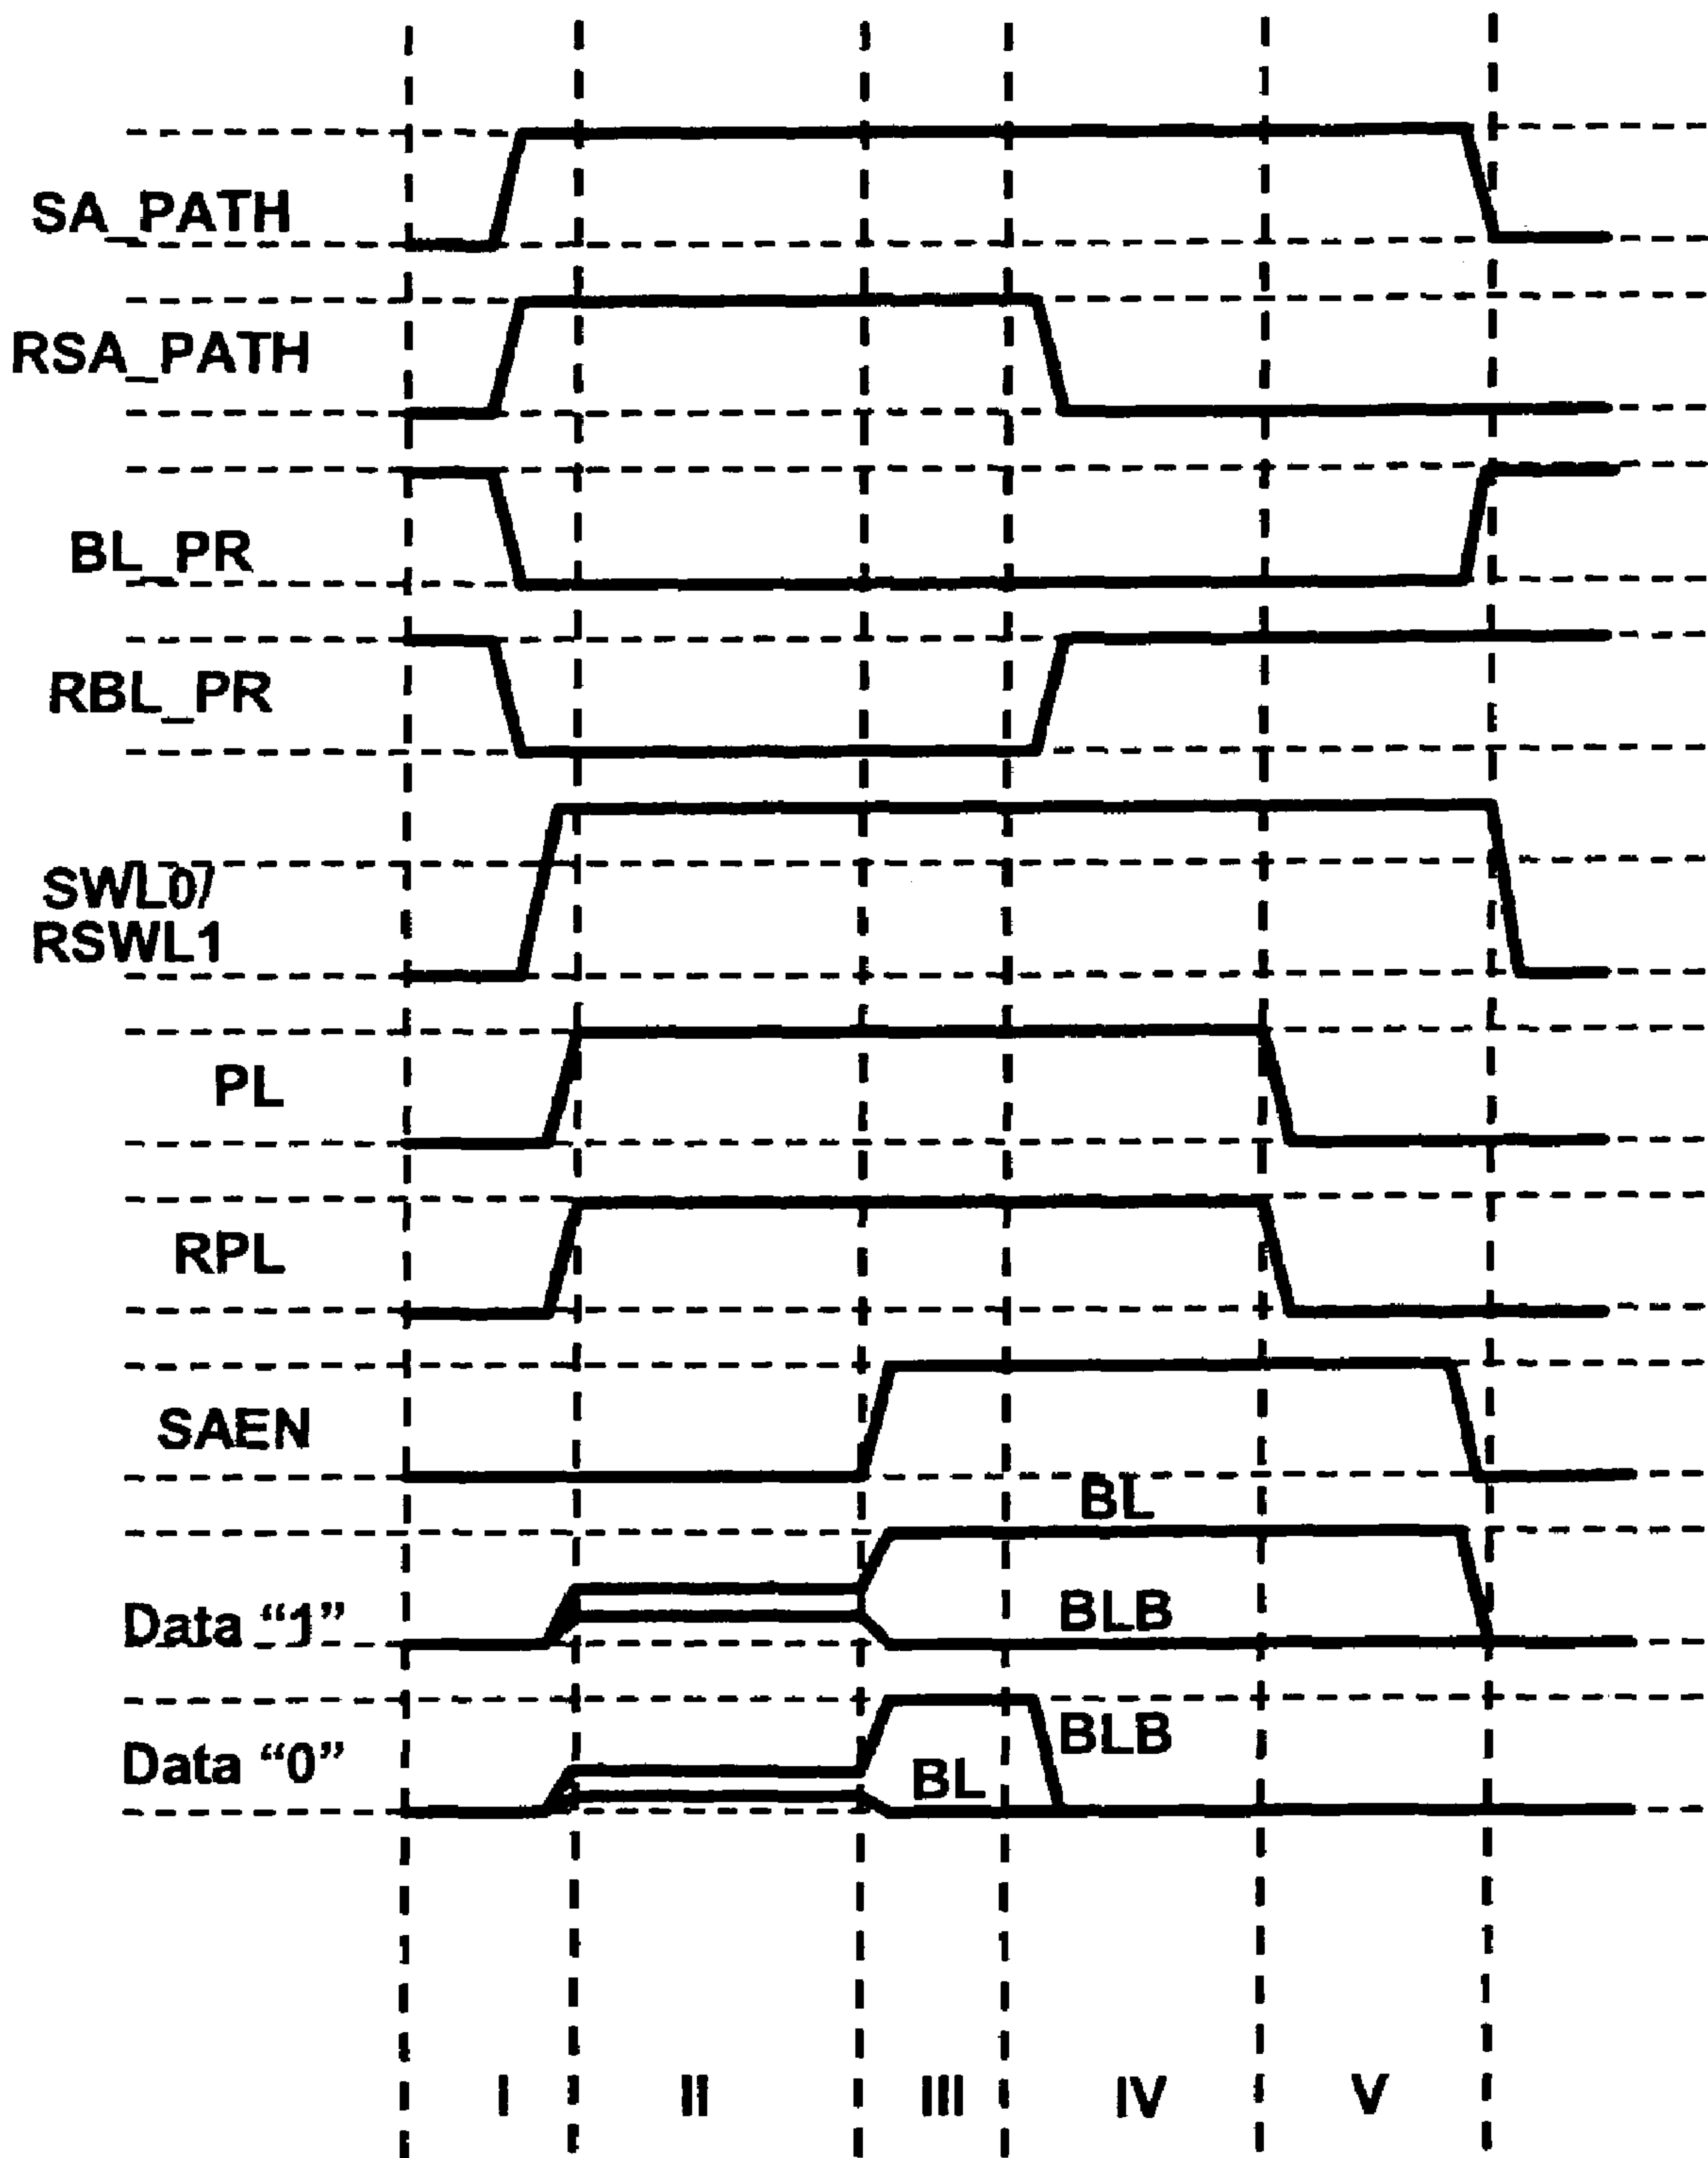 SA_PATH
RSA_PATH
BL_PR
RBL_PR
SWL0/
RSWL1
PL
RPL
SAEN
BL
Data “1”
BLB
Data “0”
BL
BLB
I
II
III
IV
V